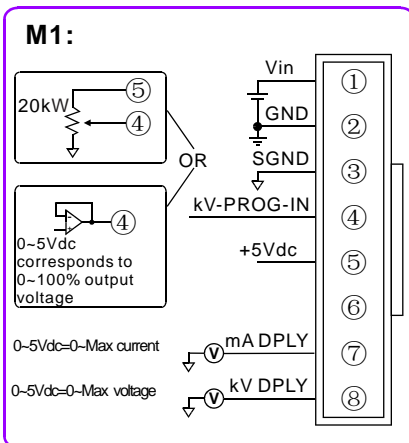 M1:
⑤
20kW
④
OR
④
0~5Vdc
corresponds to
0~100% output
voltage
0~5Vdc=0~Max current
0~5Vdc=0~Max voltage
Vin
①
GND
②
SGND
③
kV-PROG-IN
④
+5Vdc
⑤
⑥
V
mA DPLY
⑦
V
kV DPLY
⑧